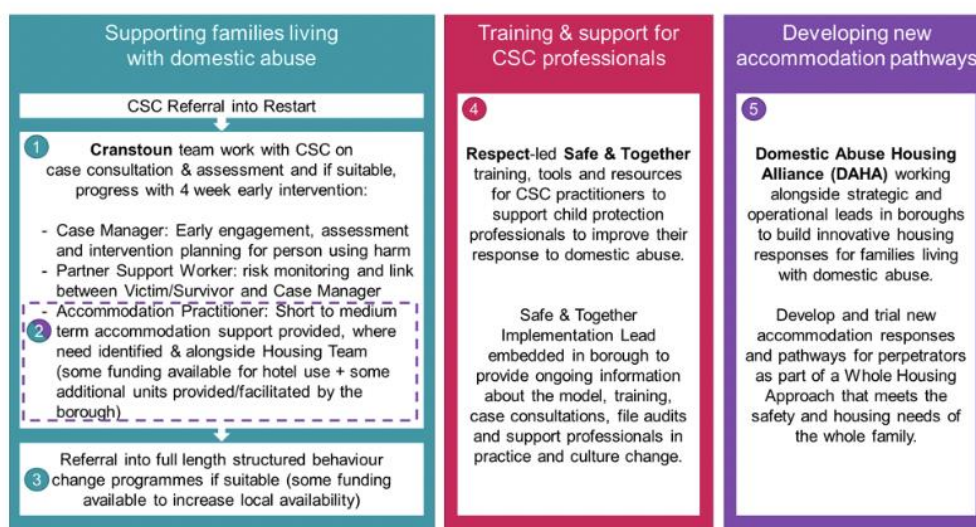 Supporting families living
with domestic abuse
CSC Referral into Restart
1
Cranstoun team work with CSC on
case consultation & assessment and if suitable,
progress with 4 week early intervention:
- Case Manager: Early engagement, assessment
and intervention planning for person using harm
- Partner Support Worker: risk monitoring and link
between Victim/Survivor and Case Manager
- Accommodation Practitioner: Short to medium
2
term accommodation support provided, where
need identified & alongside Housing Team
(some funding available for hotel use + some
additional units provided/facilitated by the
borough)
Referral into full length structured behaviour
3
change programmes if suitable (some funding
available to increase local availability)
Training & support for
CSC professionals
4
Respect-led Safe & Together
training, tools and resources
for CSC practitioners to
support child protection
professionals to improve their
response to domestic abuse.
Safe & Together
Implementation Lead
embedded in borough to
provide ongoing information
about the model, training,
case consultations, file audits
and support professionals in
practice and culture change.
Developing new
accommodation pathways
5
Domestic Abuse Housing
Alliance (DAHA) working
alongside strategic and
operational leads in boroughs
to build innovative housing
responses for families living
with domestic abuse.
Develop and trial new
accommodation responses
and pathways for perpetrators
as part of a Whole Housing
Approach that meets the
safety and housing needs of
the whole family.